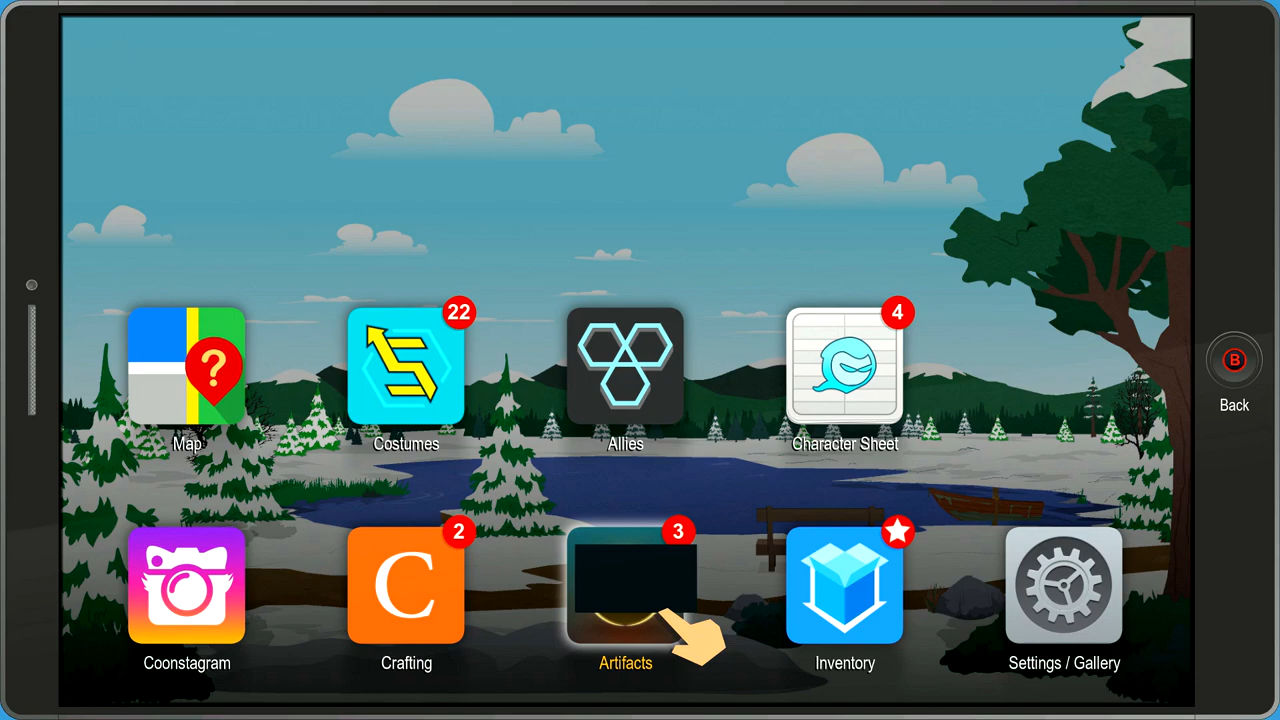 22
4
?
B
Back
Map
Costumes
Allies
Character Sheet
2
3
C
Coonstagram
Crafting
Artifacts
Inventory
Settings / Gallery